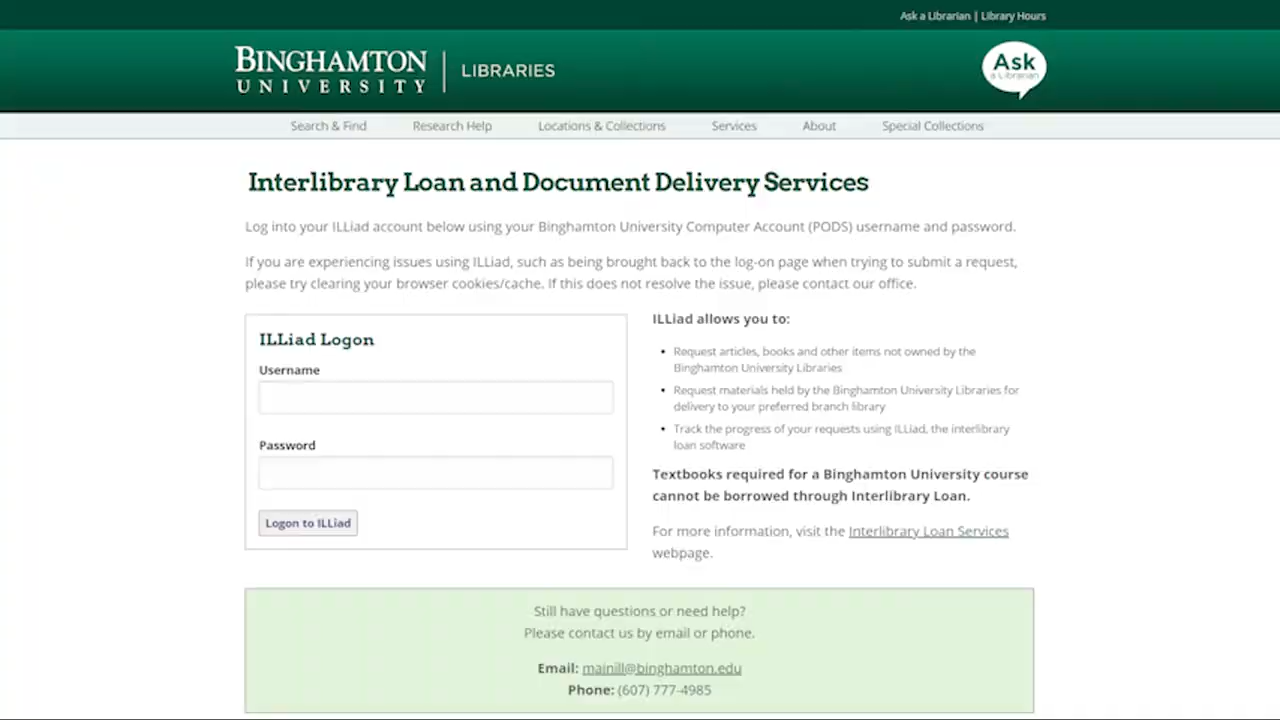 Ask a Librarian | Library Hours
BINGHAMTON
UNIVERSITY
LIBRARIES
Ask
a Librarian
Search & Find
Research Help
Locations & Collections
Services
About
Special Collections
Interlibrary Loan and Document Delivery Services
Log into your ILLiad account below using your Binghamton University Computer Account (PODS) username and password.
If you are experiencing issues using ILLiad, such as being brought back to the log-on page when trying to submit a request,
please try clearing your browser cookies/cache. If this does not resolve the issue, please contact our office.
ILLiad Logon
Username
Password
Logon to ILLiad
ILLiad allows you to:
• Request articles, books and other items not owned by the
Binghamton University Libraries
• Request materials held by the Binghamton University Libraries for
delivery to your preferred branch library
• Track the progress of your requests using ILLiad, the interlibrary
loan software
Textbooks required for a Binghamton University course
cannot be borrowed through Interlibrary Loan.
For more information, visit the Interlibrary Loan Services
webpage.
Still have questions or need help?
Please contact us by email or phone.
Email: mainill@binghamton.edu
Phone: (607) 777-4985